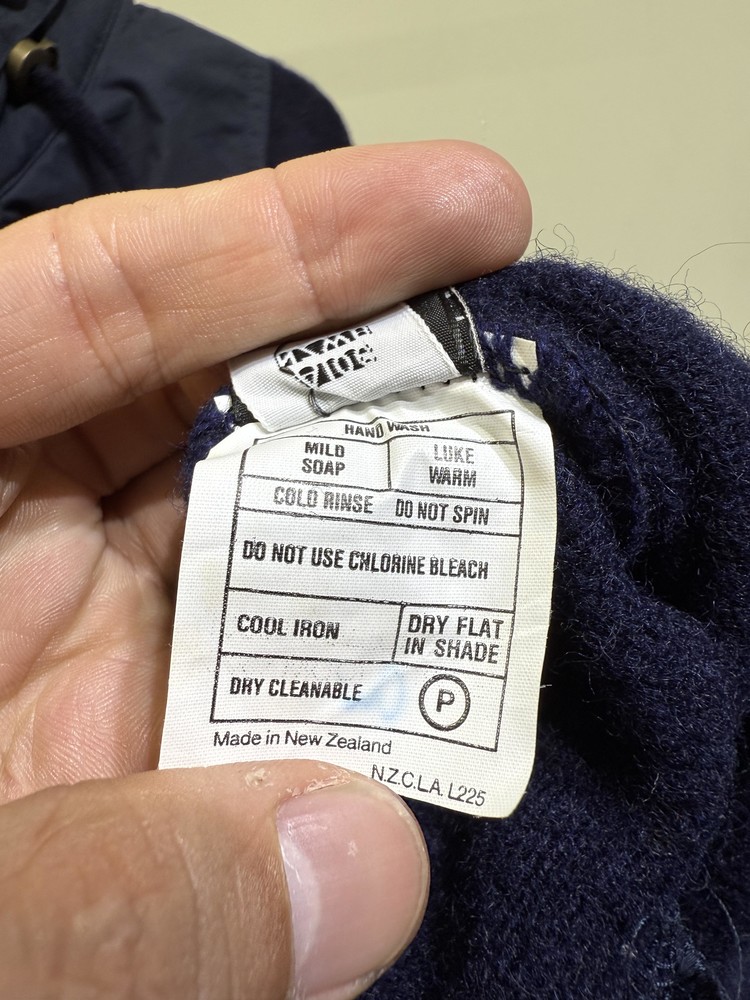 HAND WASH
MILD SOAP
LUKE WARM
COLD RINSE DO NOT SPIN
DO NOT USE CHLORINE BLEACH
COOL IRON
DRY FLAT IN SHADE
DRY CLEANABLE P
Made in New Zealand
N.Z.C.L.A. L225